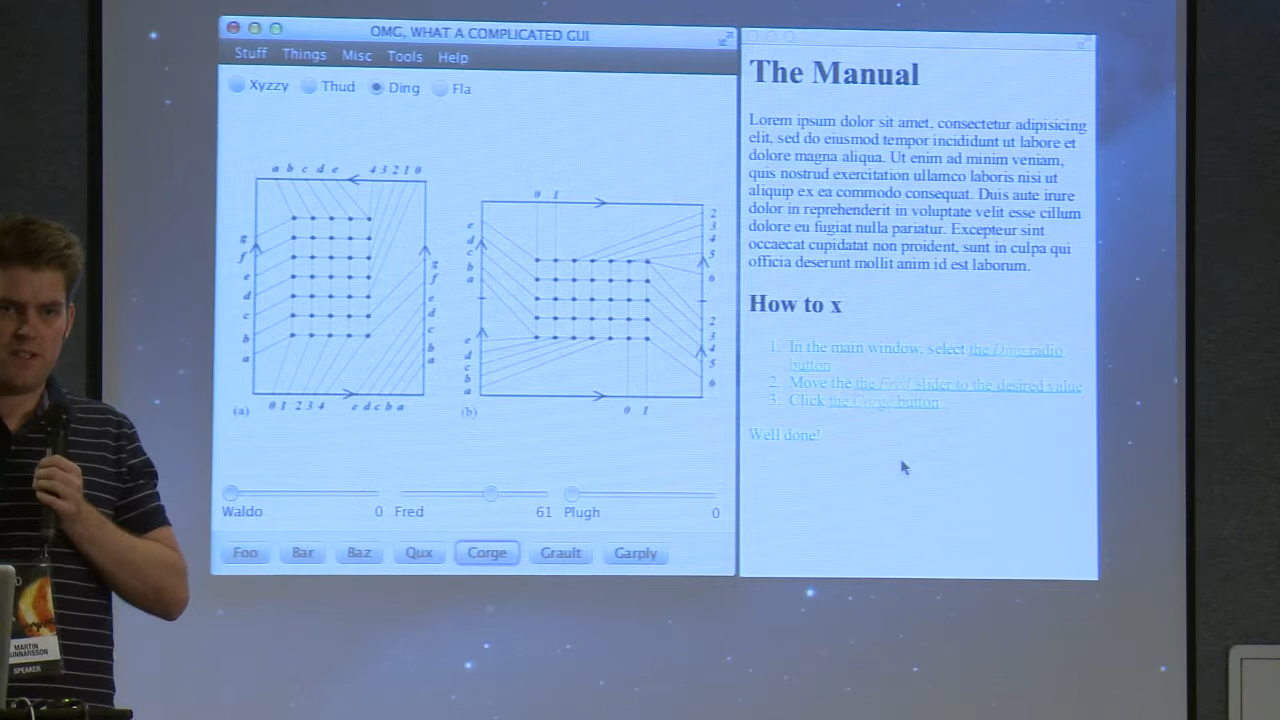 OMG, WHAT A COMPLICATED GUI
Stuff Things Misc Tools Help
Xyzzy Thud Ding Fla
a b c d e 4 3 2 1 0
g
f
e
d
c
b
a
g
f
e
d
c
b
a
(a) 0 1 2 3 4 e d c b a
0 1
e
d
c
b
a
e
d
c
b
a
2
3
4
5
6
2
3
4
5
6
(b) 0 1
Waldo 0 Fred 61 Plugh 0
Foo Bar Baz Qux Corge Grault Garply
The Manual
Lorem ipsum dolor sit amet, consectetur adipisicing
elit, sed do eiusmod tempor incididunt ut labore et
dolore magna aliqua. Ut enim ad minim veniam,
quis nostrud exercitation ullamco laboris nisi ut
aliquip ex ea commodo consequat. Duis aute irure
dolor in reprehenderit in voluptate velit esse cillum
dolore eu fugiat nulla pariatur. Excepteur sint
occaecat cupidatat non proident, sunt in culpa qui
officia deserunt mollit anim id est laborum.
How to x
1. In the main window, select the Ding radio
button
2. Move the the Fred slider to the desired value
3. Click the Corge button
Well done!
MARTIN
GUNNARSSON
SPEAKER